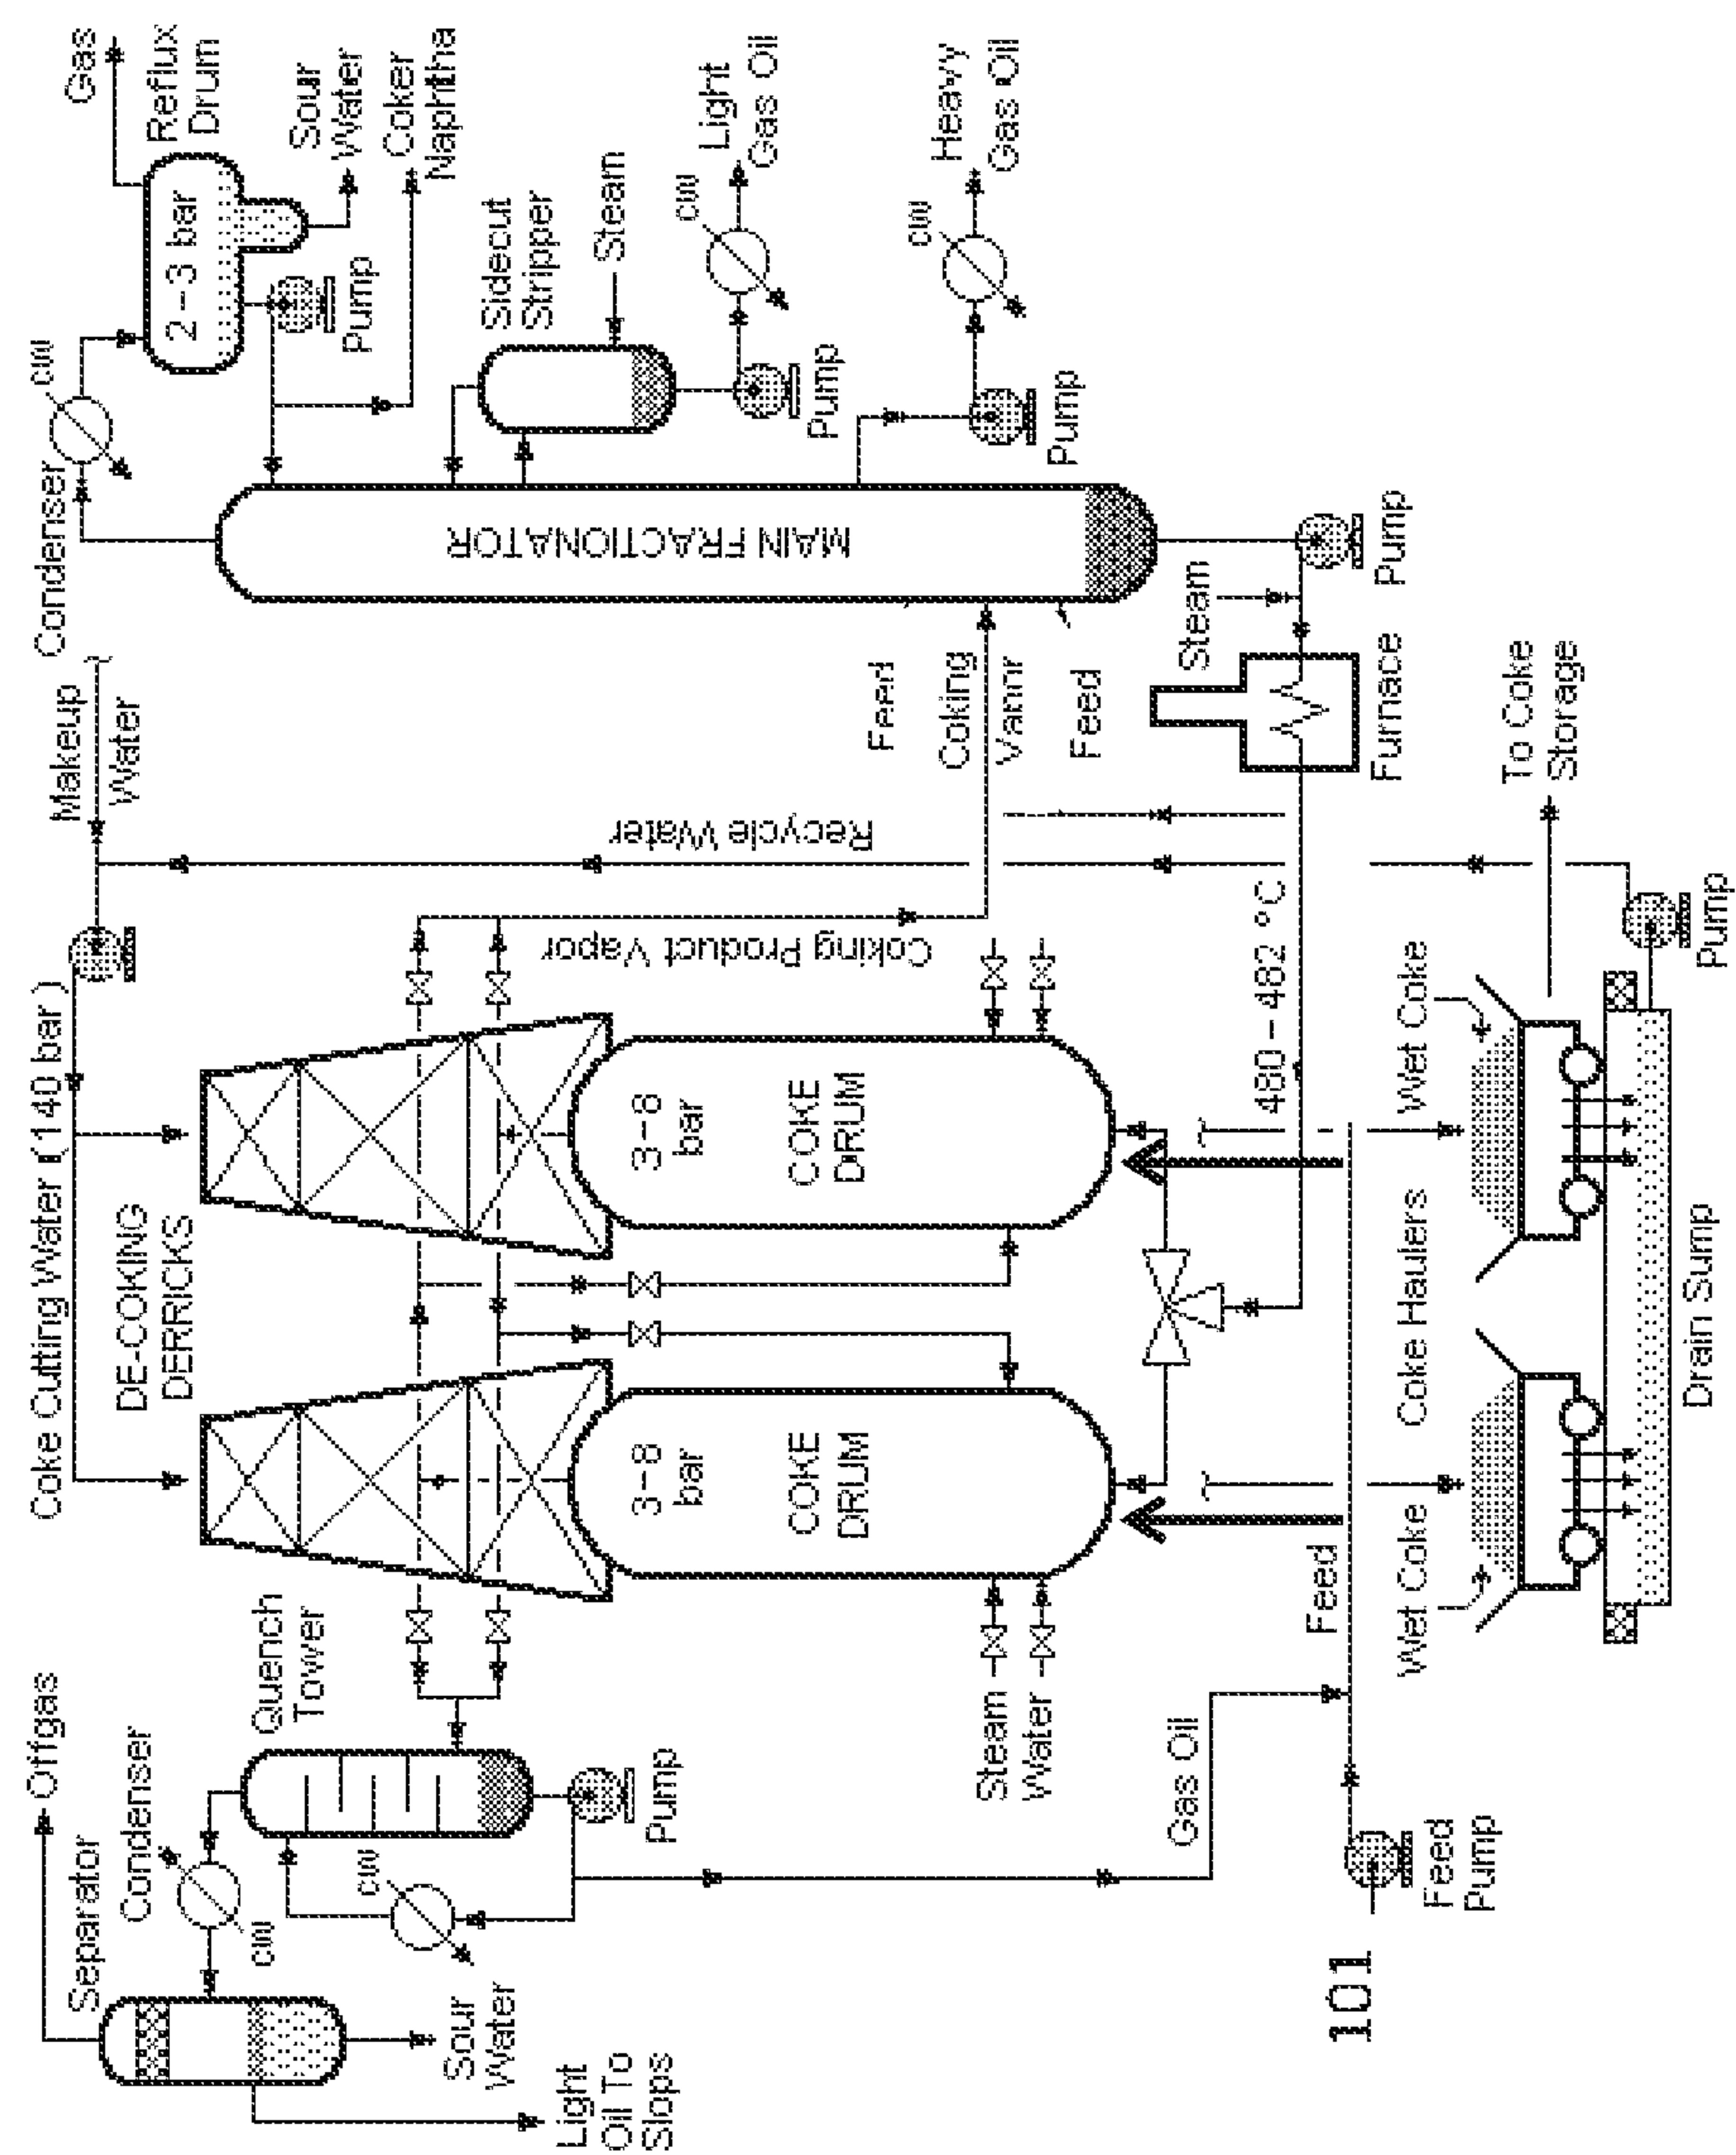 Gas
Reflux
Drum
2-3 bar
Sour
Water
Coker
Naphtha
Pump
CW
Condenser
Sidecut
Stripper
Steam
CW
Light
Gas Oil
Pump
CW
Heavy
Gas Oil
Pump
MAIN FRACTIONATOR
Pump
Steam
Furnace
Feed
Coking
Vapor
Feed
Makeup
Water
Recycle Water
Coking Product Vapor
480-482 °C
To Coke
Storage
Pump
Coke Cutting Water ( 140 bar )
DE-COKING
DERRICKS
3-8
bar
COKE
DRUM
3-8
bar
COKE
DRUM
Wet Coke
Coke Haulers
Wet Coke
Drain Sump
Feed
Steam
Water
Quench
Tower
Offgas
Condenser
CW
Separator
CW
Pump
Sour
Water
Light
Oil To
Slops
Gas Oil
Feed
Pump
101